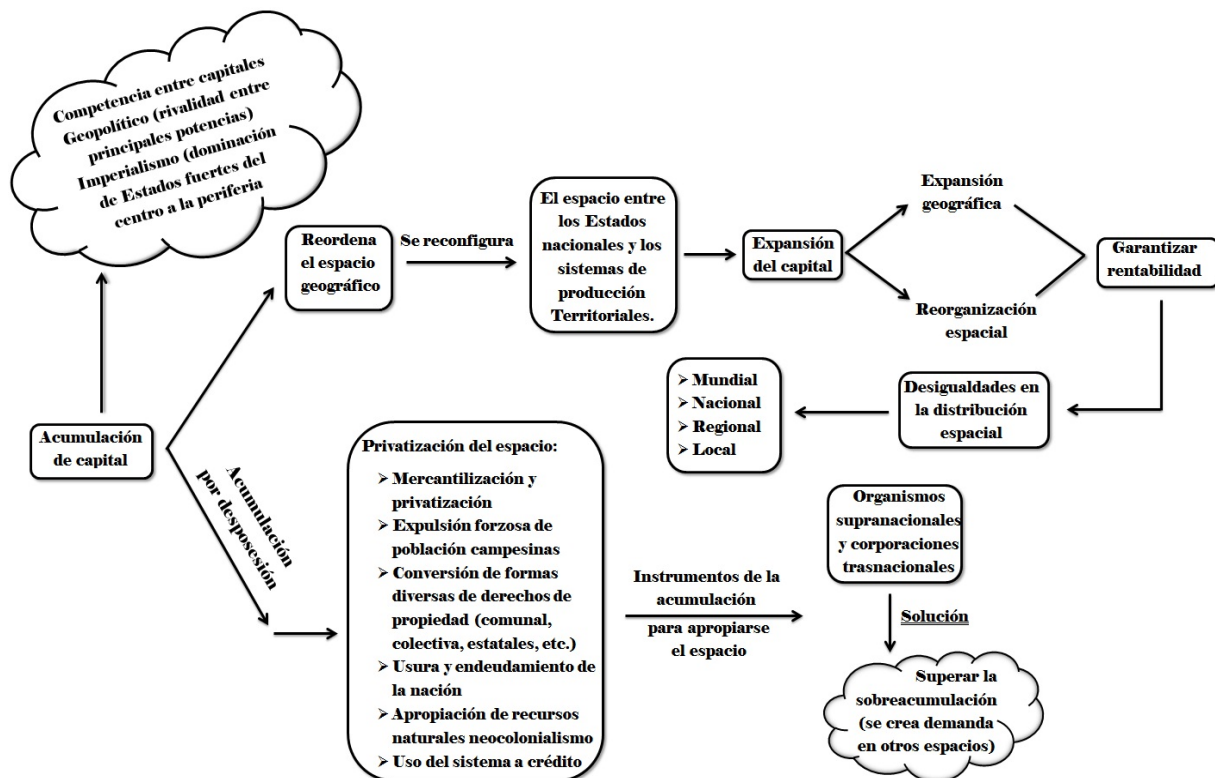 Competencia entre capitales
Geopolítico (rivalidad entre
principales potencias)
Imperialismo (dominación
de Estados fuertes del
centro a la periferia
Acumulación
de capital
Reordena
el espacio
geográfico
Se reconfigura
El espacio entre
los Estados
nacionales y los
sistemas de
producción
Territoriales.
Expansión
del capital
Expansión
geográfica
Reorganización
espacial
Garantizar
rentabilidad
Desigualdades en
la distribución
espacial
➢ Mundial
➢ Nacional
➢ Regional
➢ Local
Acumulación
por desposesión
Privatización del espacio:
➢ Mercantilización y
privatización
➢ Expulsión forzosa de
población campesinas
➢ Conversión de formas
diversas de derechos de
propiedad (comunal,
colectiva, estatales, etc.)
➢ Usura y endeudamiento de
la nación
➢ Apropiación de recursos
naturales neocolonialismo
➢ Uso del sistema a crédito
Instrumentos de la
acumulación
para apropiarse
el espacio
Organismos
supranacionales
y corporaciones
trasnacionales
Solución
Superar la
sobreacumulación
(se crea demanda
en otros espacios)